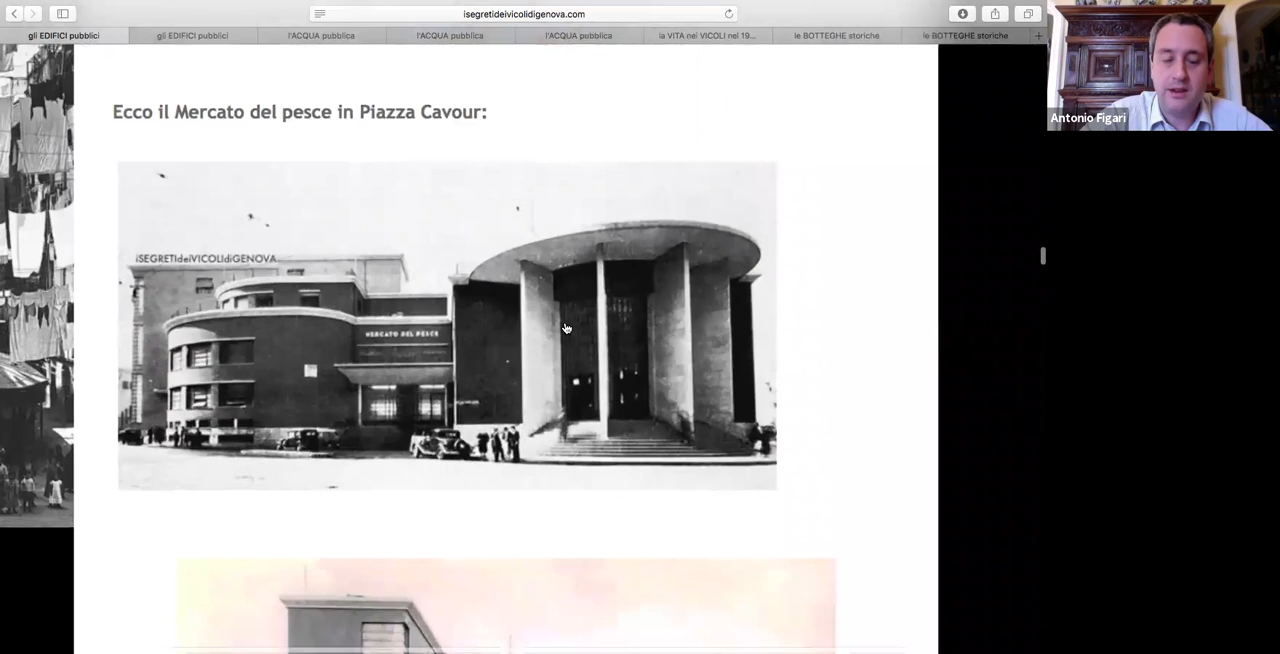 isegretideivicolidigenova.com
gli EDIFICI pubblici
gli EDIFICI pubblici
l'ACQUA pubblica
l'ACQUA pubblica
l'ACQUA pubblica
la VITA nei VICOLI nel 19...
le BOTTEGHE storiche
le BOTTEGHE storiche
Antonio Figari
Ecco il Mercato del pesce in Piazza Cavour:
iSEGRETIdeiVICOLIdiGENOVA
MERCATO DEL PESCE